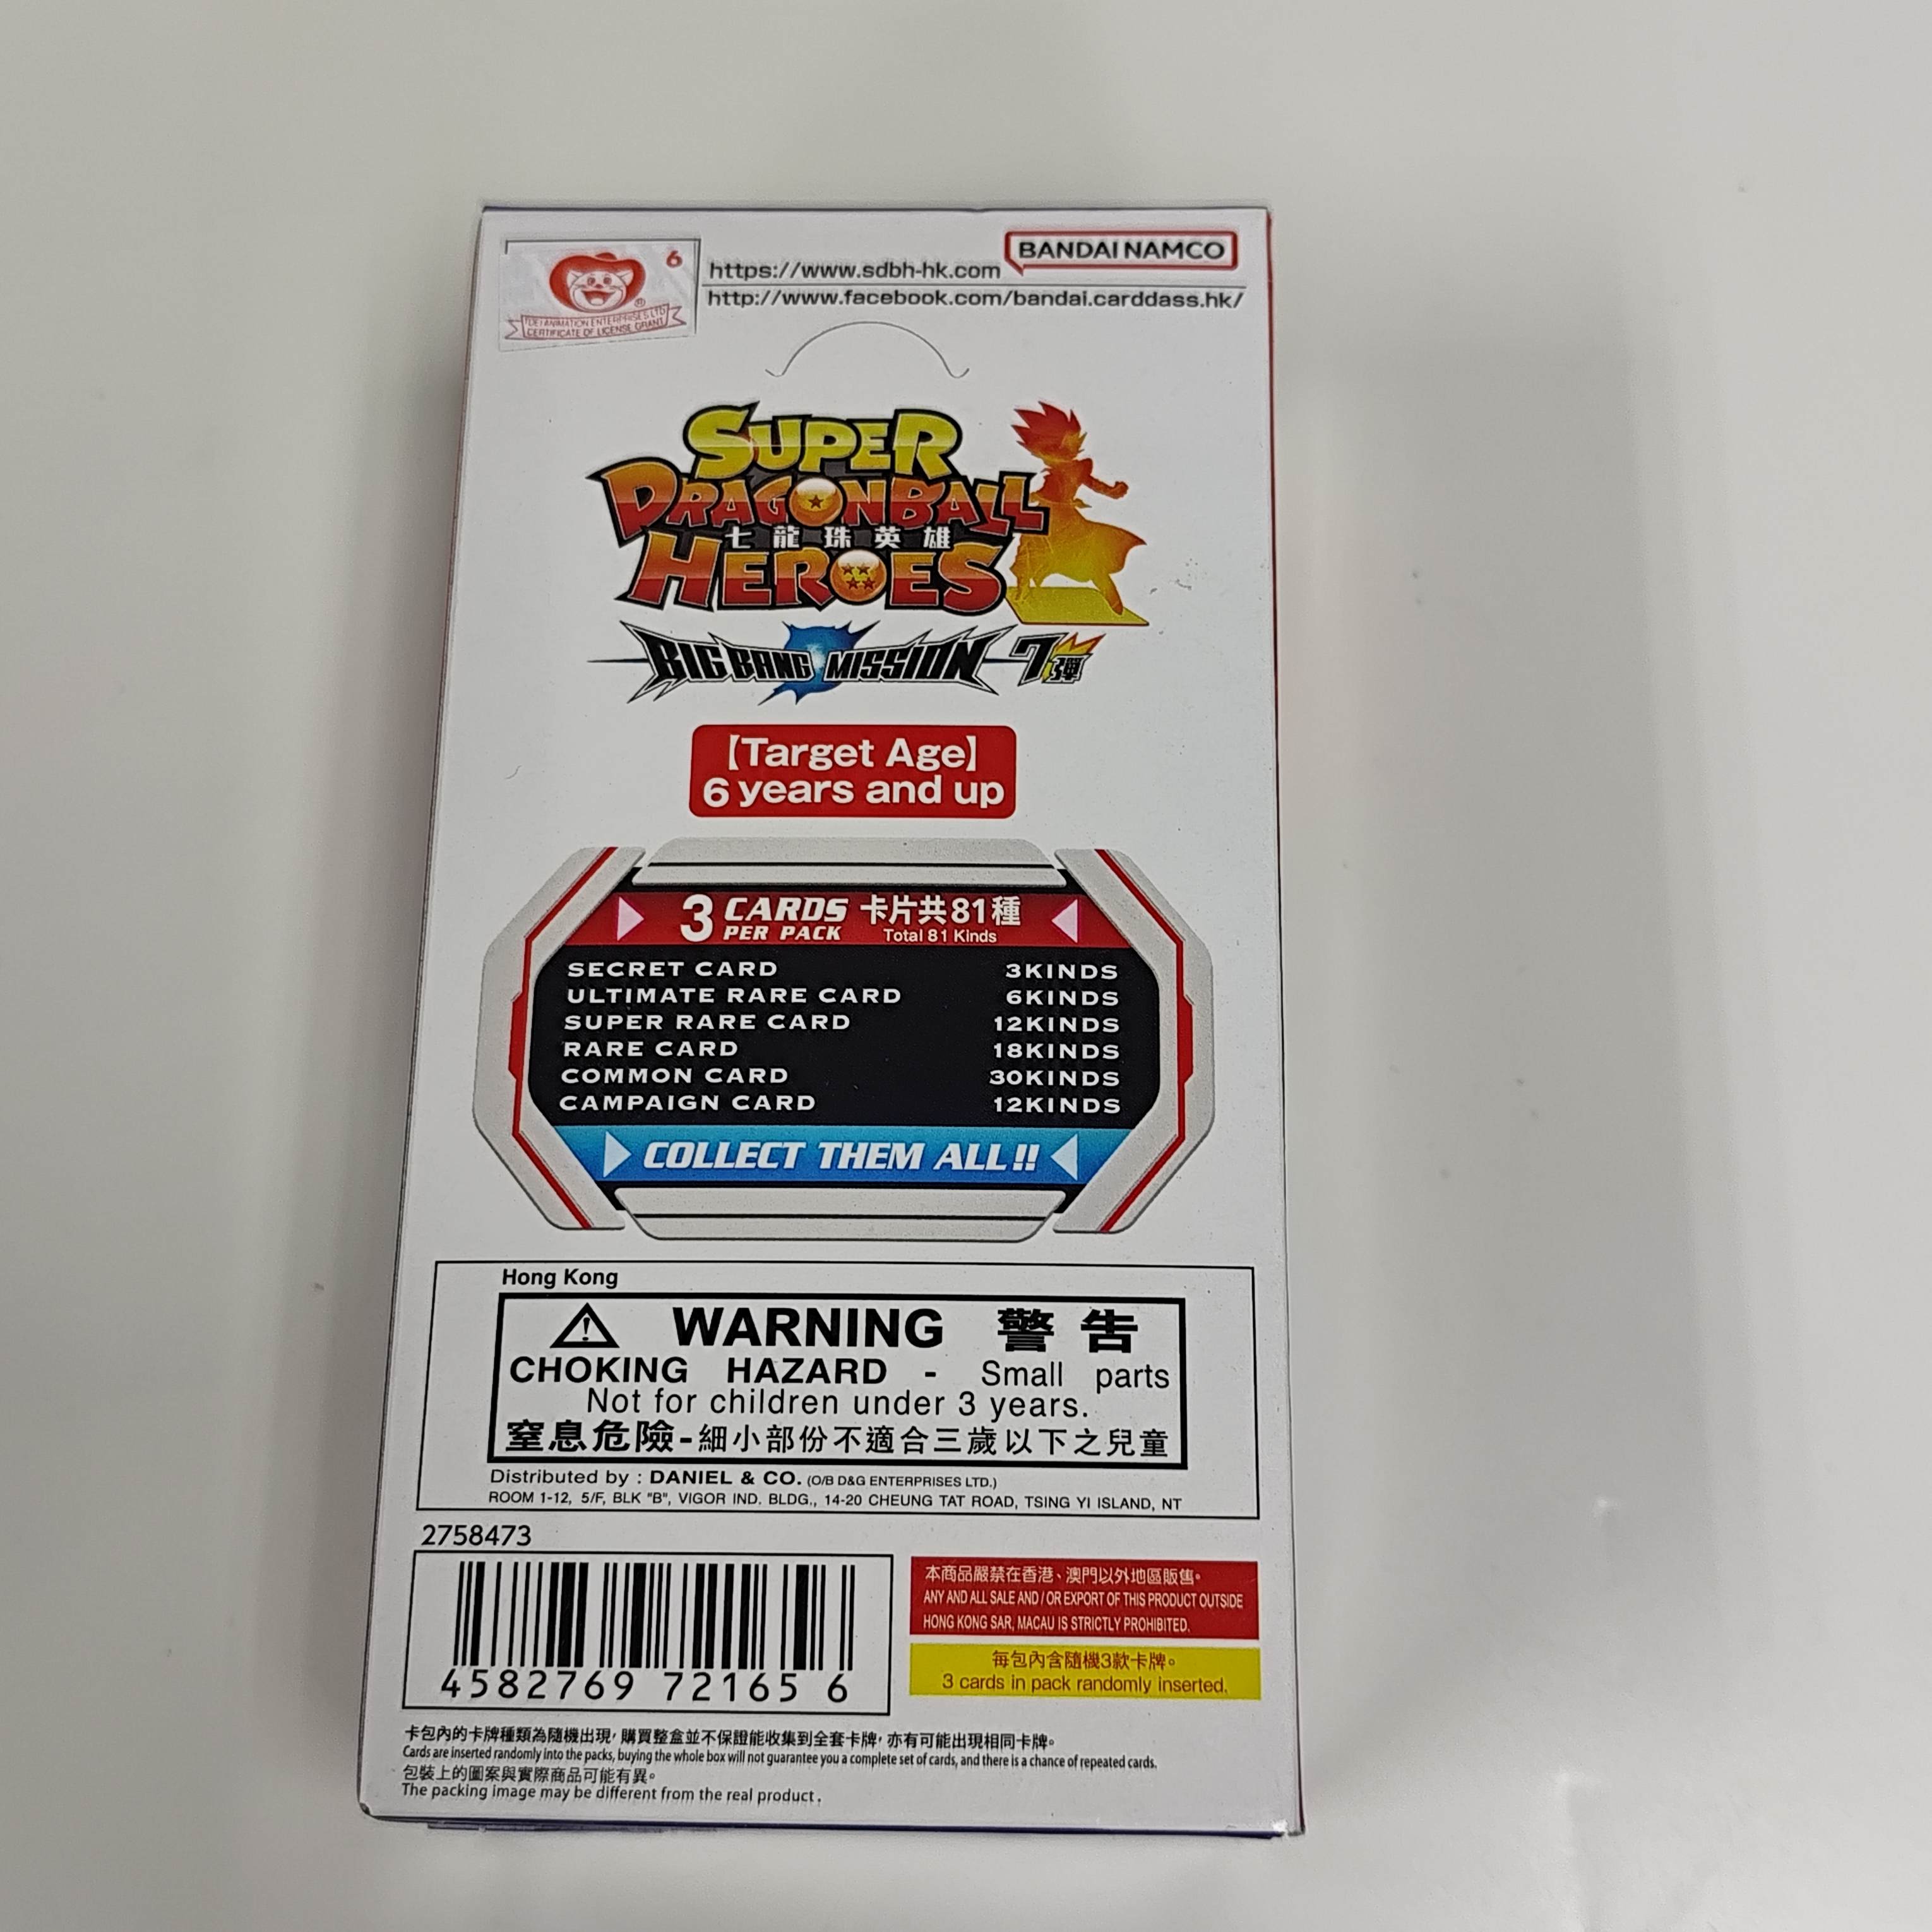 6
TOEI ANIMATION ENTERPRISES LTD
CERTIFICATE OF LICENSE GRANT
BANDAI NAMCO
https://www.sdbh-hk.com
http://www.facebook.com/bandai.carddass.hk/
SUPER
DRAGONBALL
七龍珠英雄
HEROES
BIG BANG MISSION 7彈
【Target Age】
6 years and up
3 CARDS PER PACK 卡片共81種
Total 81 Kinds
SECRET CARD 3KINDS
ULTIMATE RARE CARD 6KINDS
SUPER RARE CARD 12KINDS
RARE CARD 18KINDS
COMMON CARD 30KINDS
CAMPAIGN CARD 12KINDS
COLLECT THEM ALL!!
Hong Kong
WARNING 警告
CHOKING HAZARD - Small parts
Not for children under 3 years.
窒息危險-細小部份不適合三歲以下之兒童
Distributed by : DANIEL & CO. (O/B D&G ENTERPRISES LTD.)
ROOM 1-12, 5/F, BLK "B", VIGOR IND. BLDG., 14-20 CHEUNG TAT ROAD, TSING YI ISLAND, NT
2758473
4582769 721656
本商品嚴禁在香港、澳門以外地區販售。
ANY AND ALL SALE AND / OR EXPORT OF THIS PRODUCT OUTSIDE
HONG KONG SAR, MACAU IS STRICTLY PROHIBITED.
每包內含隨機3款卡牌。
3 cards in pack randomly inserted.
卡包內的卡牌種類為隨機出現，購買整盒並不保證能收集到全套卡牌，亦有可能出現相同卡牌。
Cards are inserted randomly into the packs, buying the whole box will not guarantee you a complete set of cards, and there is a chance of repeated cards.
包裝上的圖案與實際商品可能有異。
The packing image may be different from the real product.